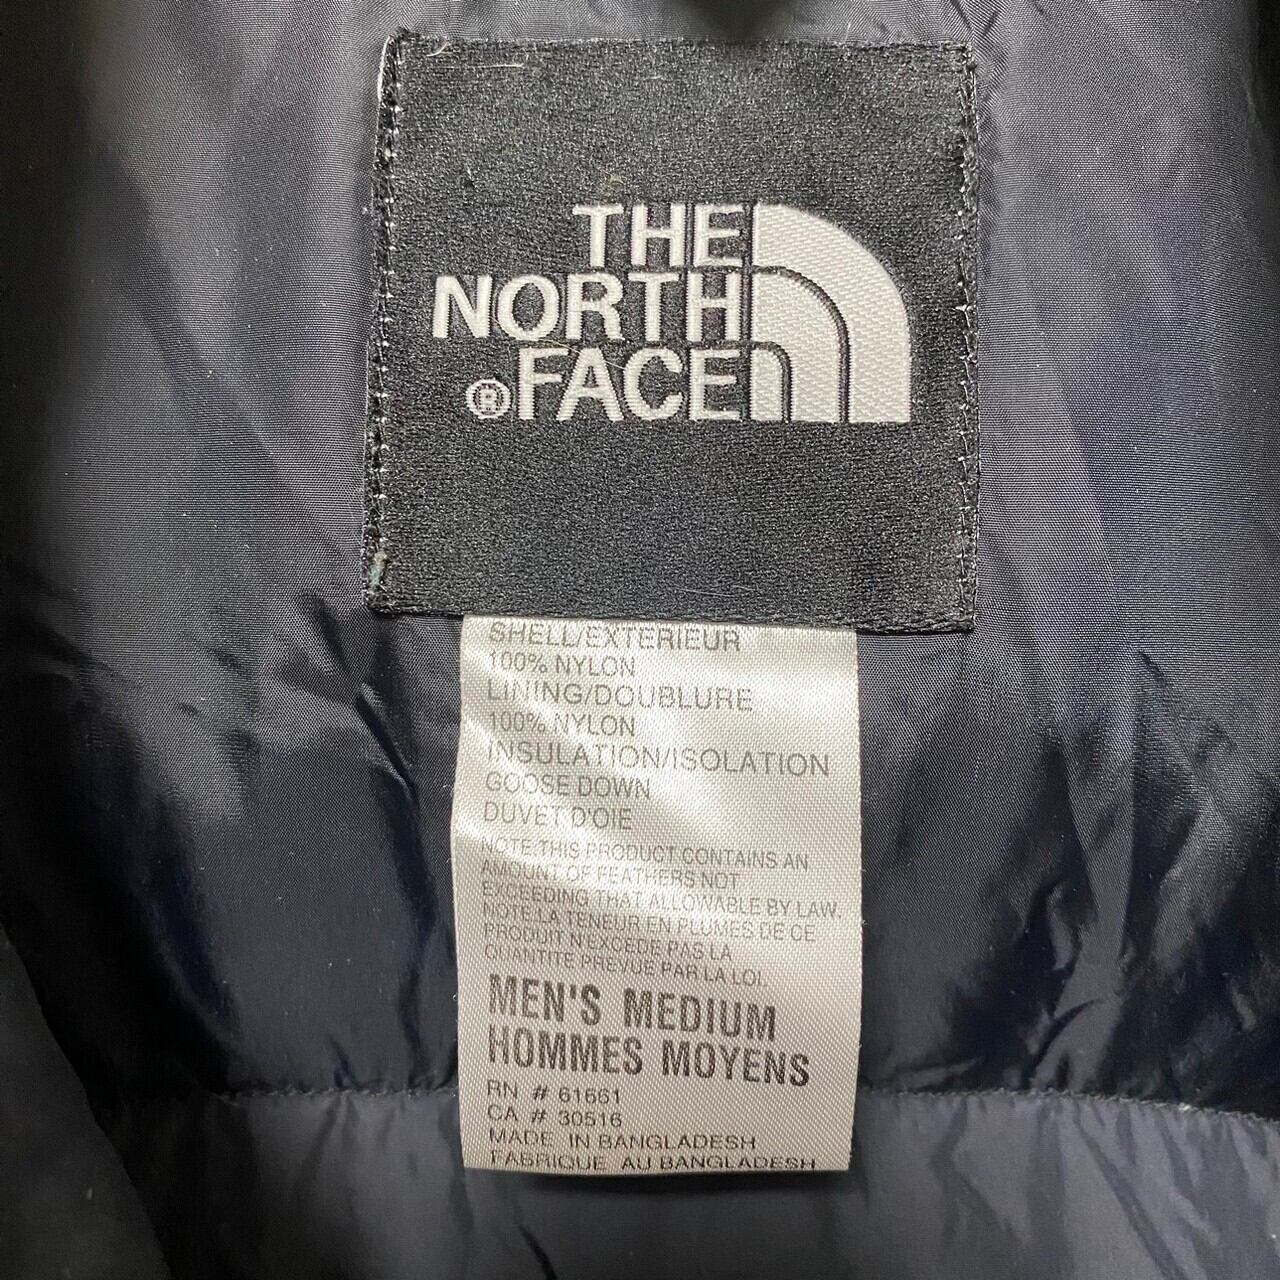 THE
NORTH
®FACE
SHELL/EXTERIEUR
100% NYLON
LINING/DOUBLURE
100% NYLON
INSULATION/ISOLATION
GOOSE DOWN
DUVET D'OIE
NOTE.THIS PRODUCT CONTAINS AN
AMOUNT OF FEATHERS NOT
EXCEEDING THAT ALLOWABLE BY LAW.
NOTE:LA TENEUR EN PLUMES DE CE
PRODUIT N'EXCEDE PAS LA
QUANTITE PREVUE PAR LA LOI.
MEN'S MEDIUM
HOMMES MOYENS
RN # 61661
CA # 30516
MADE IN BANGLADESH
FABRIQUE AU BANGLADESH